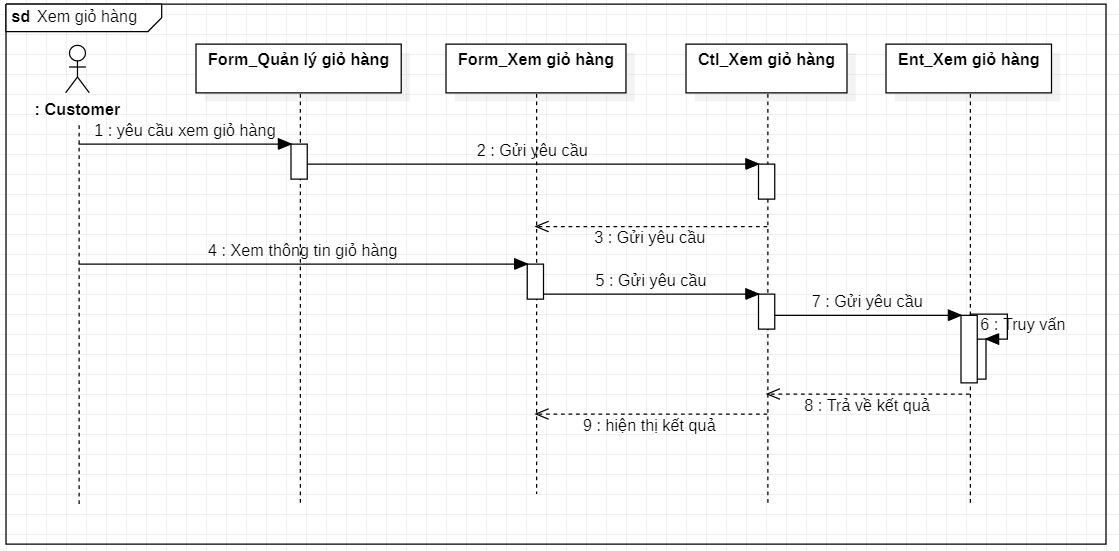 sd Xem giỏ hàng
Form_Quản lý giỏ hàng
Form_Xem giỏ hàng
Ctl_Xem giỏ hàng
Ent_Xem giỏ hàng
: Customer
1 : yêu cầu xem giỏ hàng
2 : Gửi yêu cầu
3 : Gửi yêu cầu
4 : Xem thông tin giỏ hàng
5 : Gửi yêu cầu
7 : Gửi yêu cầu
6 : Truy vấn
8 : Trả về kết quả
9 : hiện thị kết quả